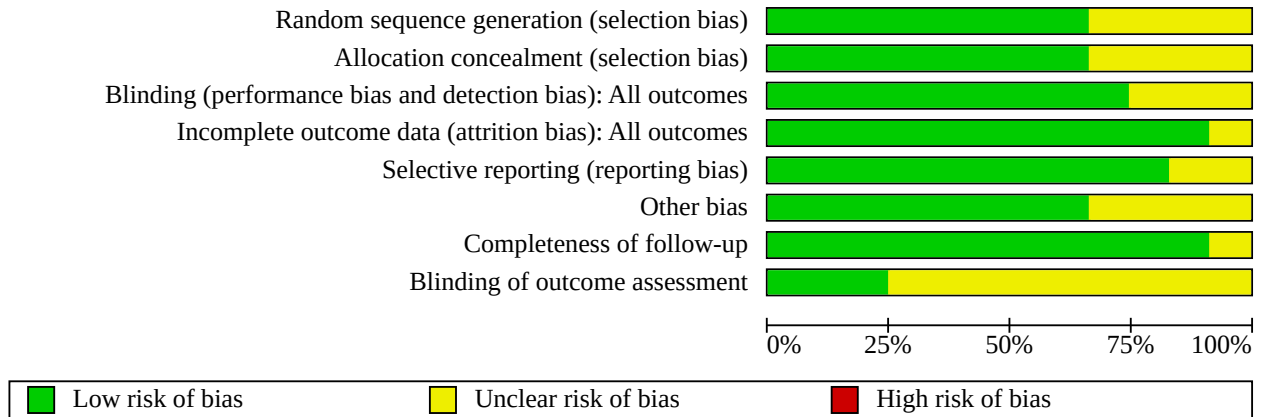 Random sequence generation (selection bias)
Allocation concealment (selection bias)
Blinding (performance bias and detection bias): All outcomes
Incomplete outcome data (attrition bias): All outcomes
Selective reporting (reporting bias)
Other bias
Completeness of follow-up
Blinding of outcome assessment
0% 25% 50% 75% 100%
Low risk of bias Unclear risk of bias High risk of bias